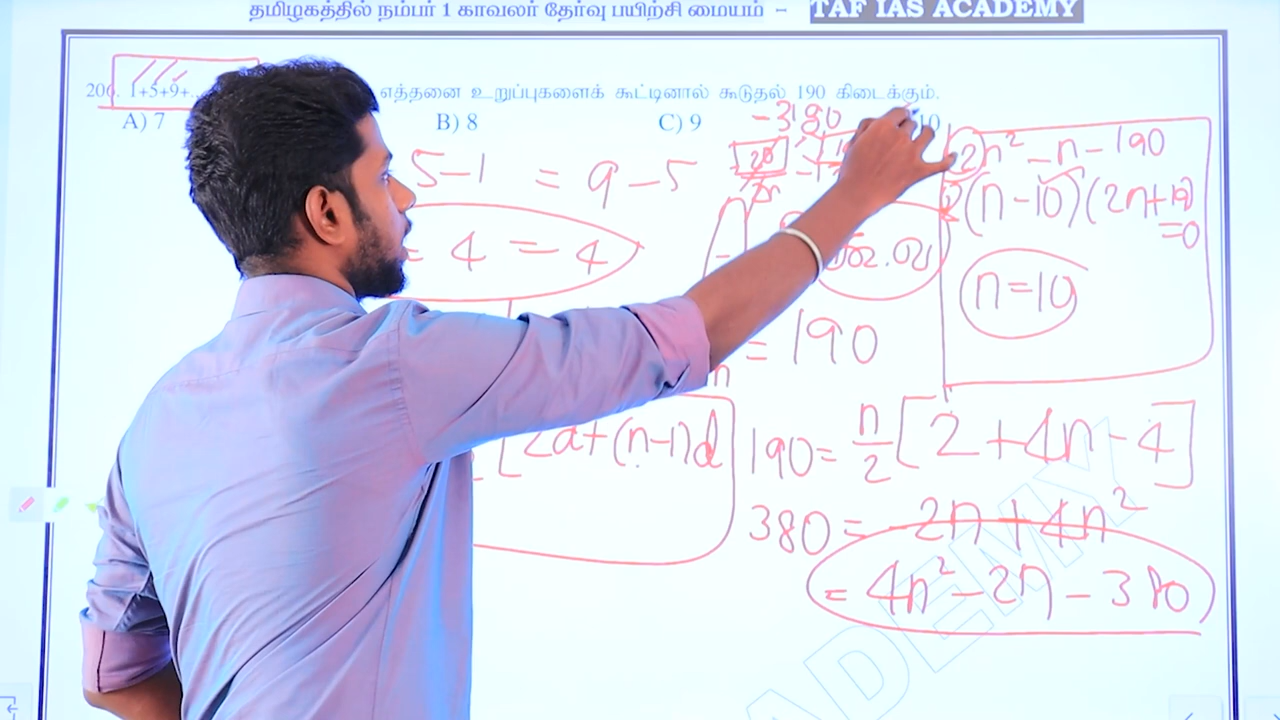 தமிழகத்தில் நம்பர் 1 காவலர் தேர்வு பயிற்சி மையம் – TAF IAS ACADEMY
206. 1+5+9+... எத்தனை உறுப்புகளைக் கூட்டினால் கூடுதல் 190 கிடைக்கும்.
A) 7 B) 8 C) 9 10
-380
5-1 = 9-5
= 4 = 4
கூ.வ
= 190
n
[2a+(n-1)d
2n² -n-190
(n-10)(2n+19)
=0
n=10
190= n/2 [2+4n-4]
380= 2n+4n²
= 4n²-2n-380
ADEMY